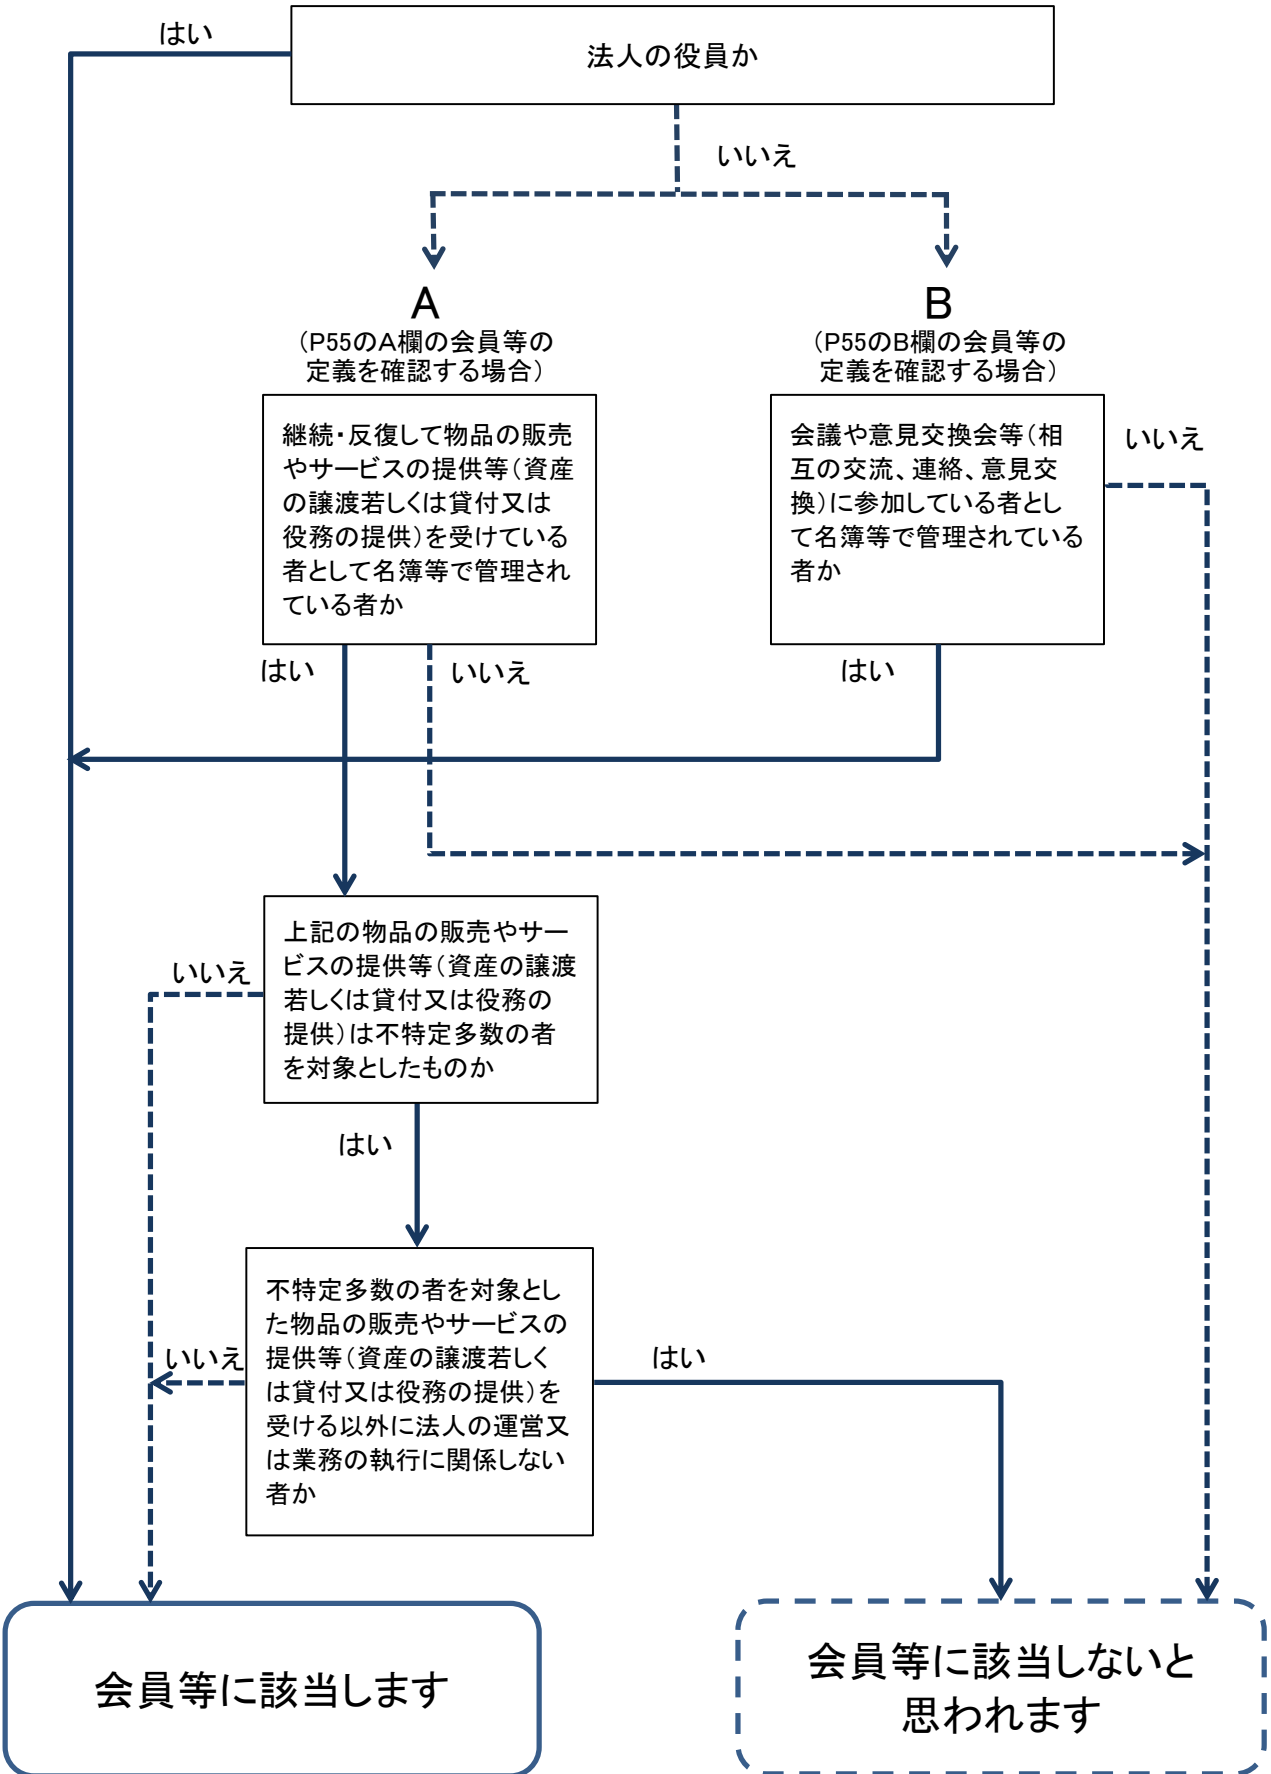 はい
法人の役員か
いいえ
A
（P55のA欄の会員等の
定義を確認する場合）
B
（P55のB欄の会員等の
定義を確認する場合）
継続・反復して物品の販売
やサービスの提供等（資産
の譲渡若しくは貸付又は
役務の提供）を受けている
者として名簿等で管理され
ている者か
会議や意見交換会等（相
互の交流、連絡、意見交
換）に参加している者とし
て名簿等で管理されている
者か
いいえ
はい
いいえ
はい
上記の物品の販売やサー
ビスの提供等（資産の譲渡
若しくは貸付又は役務の
提供）は不特定多数の者
を対象としたものか
いいえ
はい
不特定多数の者を対象とし
た物品の販売やサービスの
提供等（資産の譲渡若しく
は貸付又は役務の提供）を
受ける以外に法人の運営又
は業務の執行に関係しない
者か
いいえ
はい
会員等に該当します
会員等に該当しないと
思われます